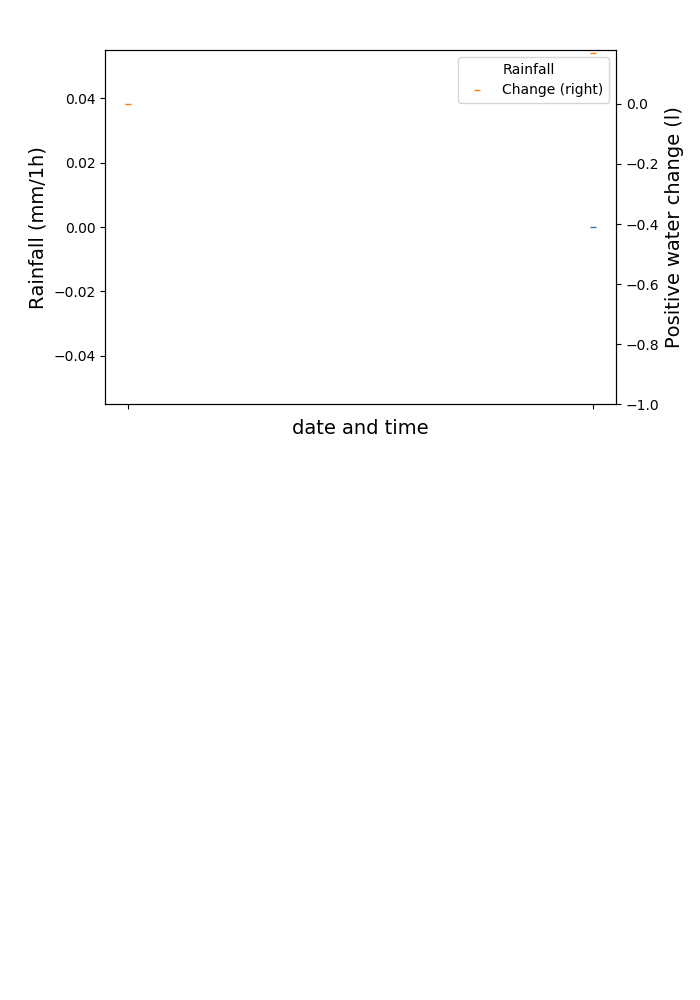 Rainfall
Change (right)
0.04
0.02
0.00
−0.02
−0.04
Rainfall (mm/1h)
0.0
−0.2
−0.4
−0.6
−0.8
−1.0
Positive water change (l)
date and time